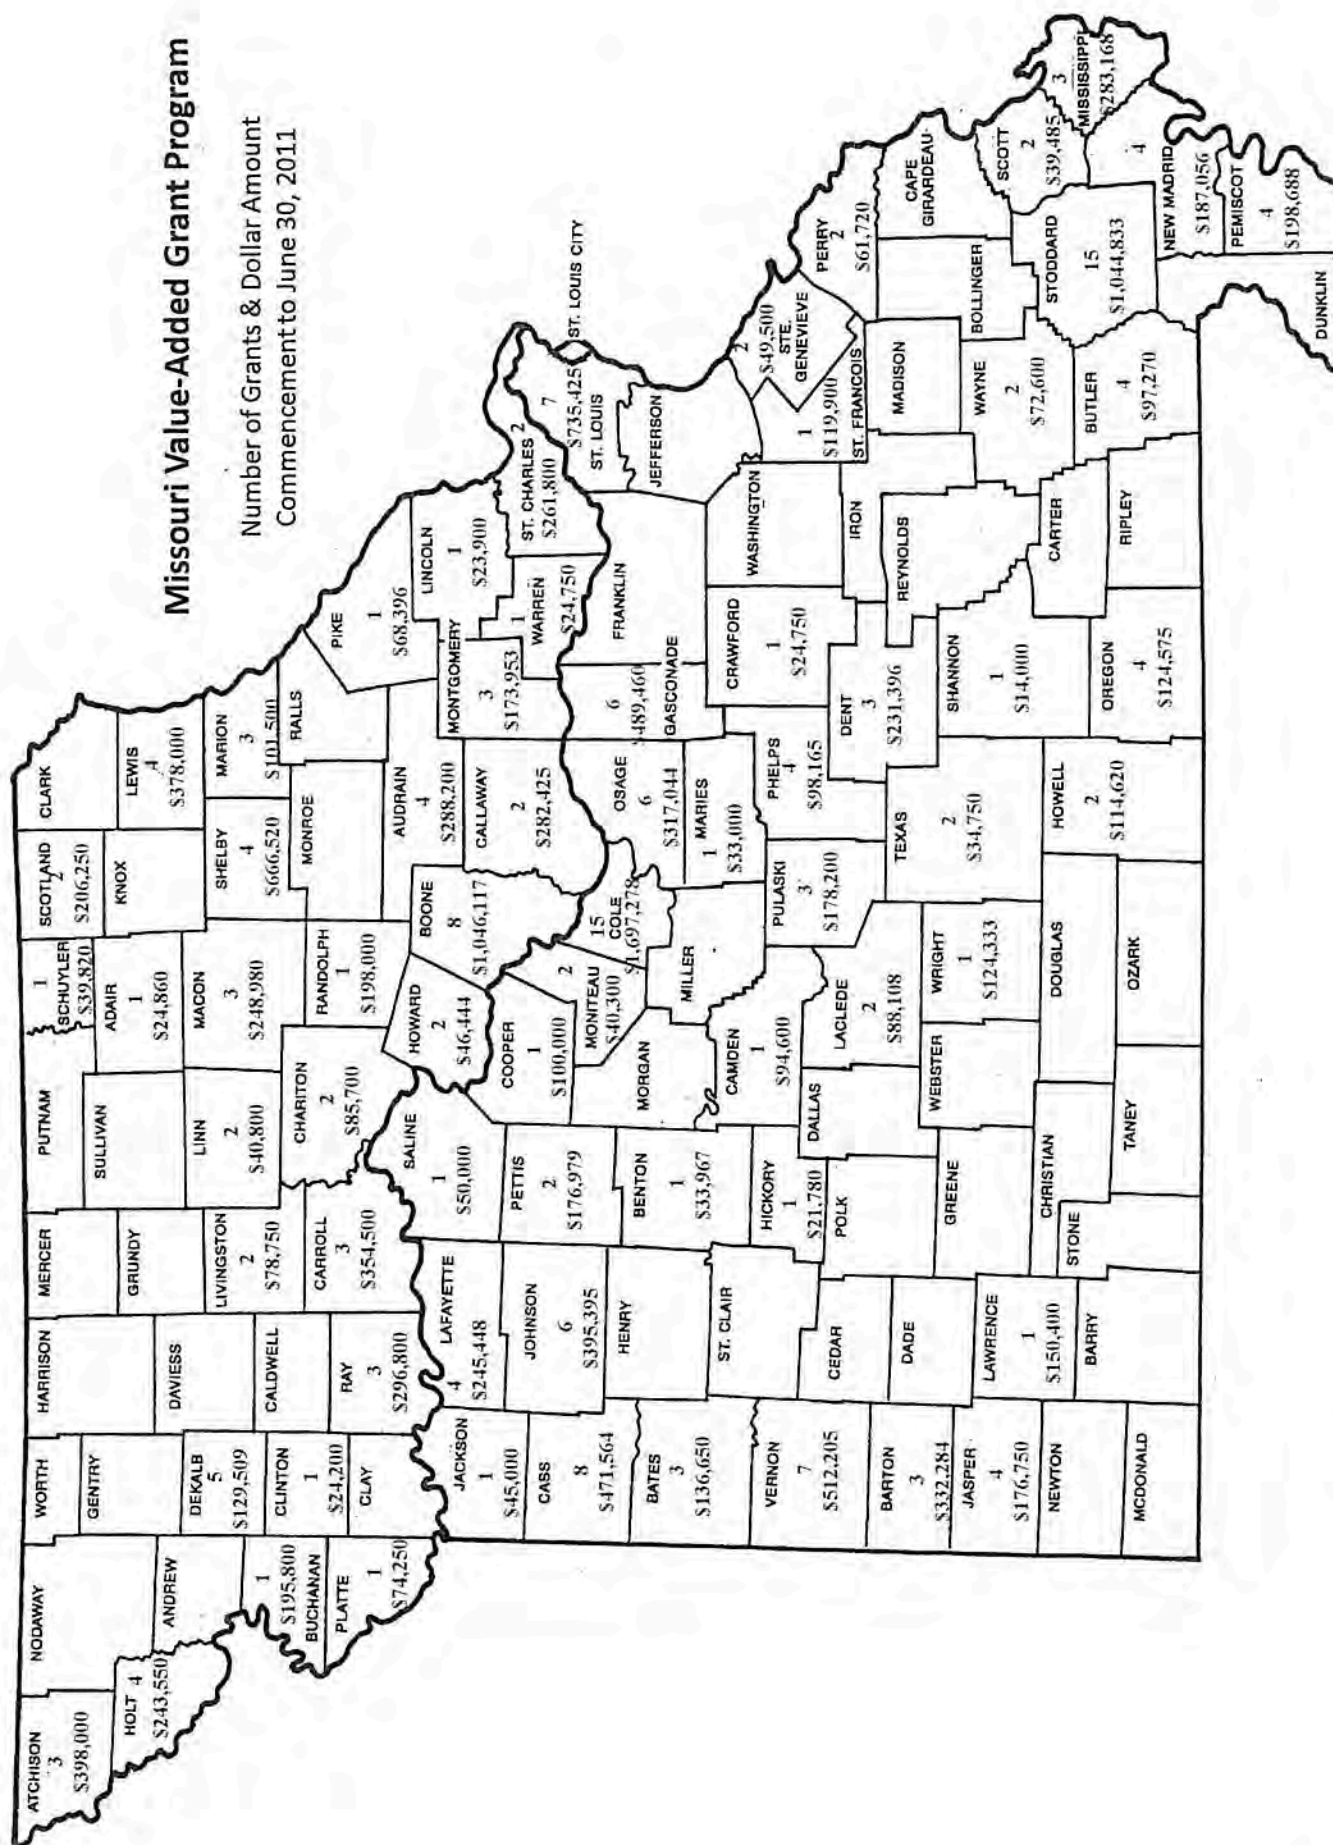 Missouri Value-Added Grant Program
Number of Grants & Dollar Amount
Commencement to June 30, 2011
ATCHISON
3
$398,000
NODAWAY
HOLT 4
$243,550
ANDREW
1
$195,800
BUCHANAN
PLATTE
1
$74,250
WORTH
GENTRY
DEKALB
5
$129,509
CLINTON
1
$24,200
CLAY
HARRISON
DAVIESS
CALDWELL
RAY
3
$296,800
MERCER
GRUNDY
LIVINGSTON
2
$78,750
CARROLL
3
$354,500
PUTNAM
SULLIVAN
LINN
2
$40,800
CHARITON
2
$85,700
1
SCHUYLER
$39,820
ADAIR
1
$24,860
MACON
3
$248,980
RANDOLPH
1
$198,000
HOWARD
2
$46,444
SCOTLAND
2
$206,250
KNOX
SHELBY
4
$666,520
MONROE
CLARK
LEWIS
4
$378,000
MARION
3
$101,500
RALLS
PIKE
1
$68,396
AUDRAIN
4
$288,200
BOONE
8
$1,046,117
CALLAWAY
2
$282,425
MONTGOMERY
3
$173,953
LINCOLN
1
$23,900
1
WARREN
$24,750
ST. CHARLES 2
$261,800
7
$735,425
ST. LOUIS
ST. LOUIS CITY
JEFFERSON
FRANKLIN
6
$489,460
GASCONADE
OSAGE
6
$317,044
MARIES
1
$33,000
15
COLE
$1,697,278
2
MONITEAU
$40,300
COOPER
1
$100,000
MORGAN
MILLER
CAMDEN
1
$94,600
SALINE
1
$50,000
PETTIS
2
$176,979
BENTON
1
$33,967
HICKORY
1
$21,780
LAFAYETTE
4
$245,448
JOHNSON
6
$395,395
HENRY
ST. CLAIR
JACKSON
1
$45,000
CASS
8
$471,564
BATES
3
$136,650
VERNON
7
$512,205
BARTON
3
$332,284
JASPER
4
$176,750
NEWTON
MCDONALD
CEDAR
DADE
LAWRENCE
1
$150,400
BARRY
POLK
GREENE
CHRISTIAN
STONE
TANEY
DALLAS
WEBSTER
LACLEDE
2
$88,108
WRIGHT
1
$124,333
DOUGLAS
OZARK
PULASKI
3
$178,200
PHELPS
4
$98,165
TEXAS
2
$34,750
HOWELL
2
$114,620
DENT
3
$231,396
SHANNON
1
$14,000
OREGON
4
$124,575
CRAWFORD
1
$24,750
WASHINGTON
IRON
REYNOLDS
CARTER
RIPLEY
1
$119,900
ST. FRANCOIS
2
$49,500
STE.
GENEVIEVE
PERRY
2
$61,720
MADISON
WAYNE
2
$72,600
BUTLER
4
$97,270
BOLLINGER
CAPE
GIRARDEAU
STODDARD
15
$1,044,833
SCOTT
2
$39,485
3
MISSISSIPPI
$283,168
4
NEW MADRID
$187,056
PEMISCOT
4
$198,688
DUNKLIN